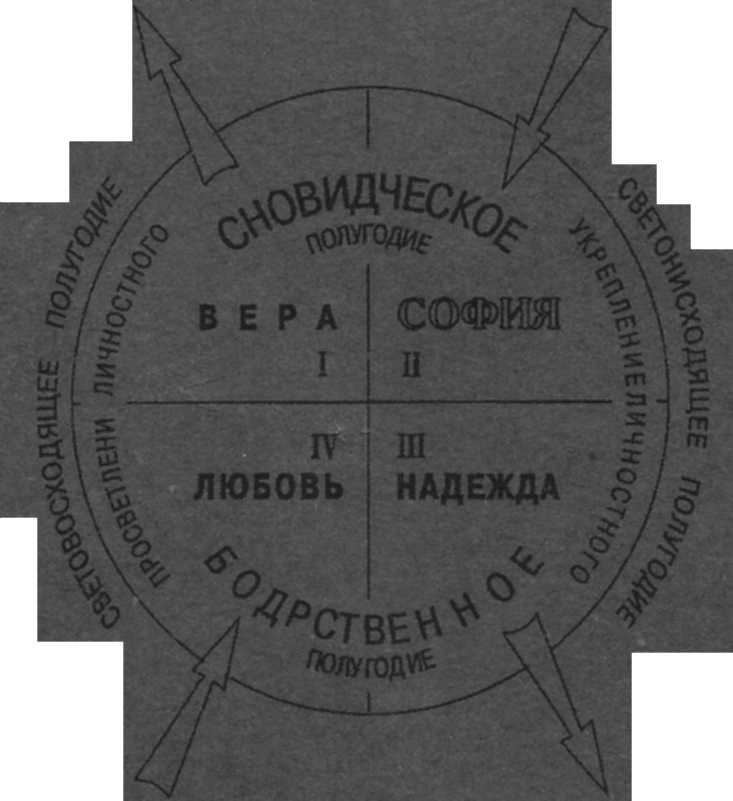 СНОВИДЧЕСКОЕ
ПОЛУГОДИЕ
СВЕТОВОСХОДЯЩЕЕ ПОЛУГОДИЕ
ПРОСВЕТЛЕНИ ЛИЧНОСТНОГО
ВЕРА
I
СОФИЯ
II
УКРЕПЛЕНИЕЛИЧНОСТНОГО
СВЕТОНИСХОДЯЩЕЕ ПОЛУГОДИЕ
IV
ЛЮБОВЬ
III
НАДЕЖДА
БОДРСТВЕННОЕ
ПОЛУГОДИЕ